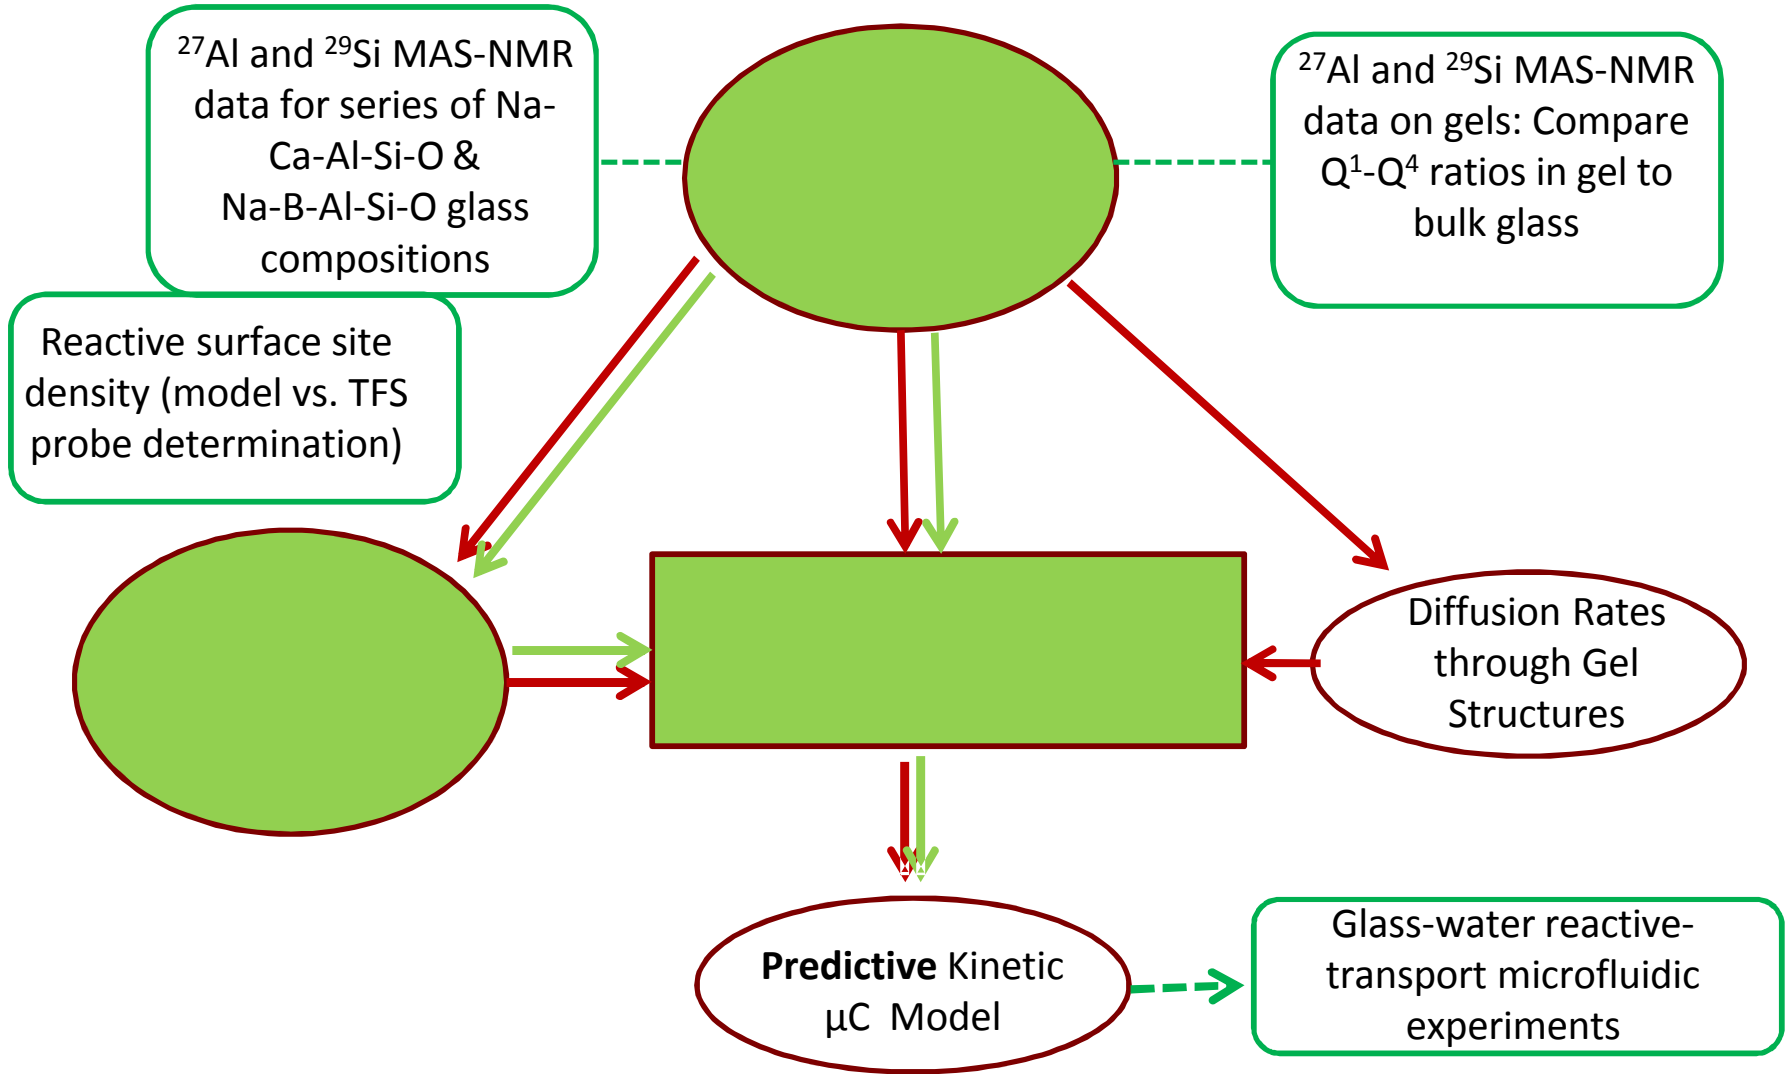 ²⁷Al and ²⁹Si MAS-NMR
data for series of Na-
Ca-Al-Si-O &
Na-B-Al-Si-O glass
compositions
²⁷Al and ²⁹Si MAS-NMR
data on gels: Compare
Q¹-Q⁴ ratios in gel to
bulk glass
Reactive surface site
density (model vs. TFS
probe determination)
Diffusion Rates
through Gel
Structures
Predictive Kinetic
µC Model
Glass-water reactive-
transport microfluidic
experiments